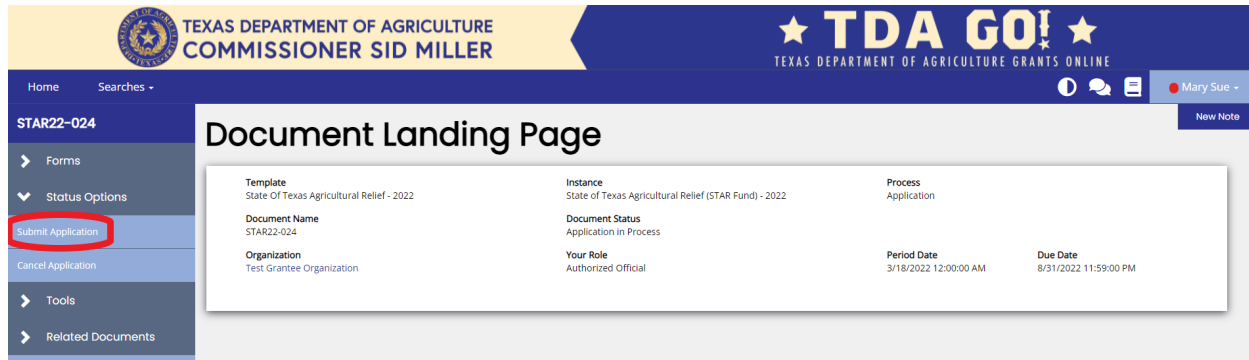 TEXAS DEPARTMENT OF AGRICULTURE
COMMISSIONER SID MILLER
TDA GO!
TEXAS DEPARTMENT OF AGRICULTURE GRANTS ONLINE
Home Searches
Mary Sue
STAR22-024
New Note
Document Landing Page
Forms
Status Options
Submit Application
Cancel Application
Tools
Related Documents
Template
State Of Texas Agricultural Relief - 2022
Instance
State of Texas Agricultural Relief (STAR Fund) - 2022
Process
Application
Document Name
STAR22-024
Document Status
Application in Process
Organization
Test Grantee Organization
Your Role
Authorized Official
Period Date
3/18/2022 12:00:00 AM
Due Date
8/31/2022 11:59:00 PM